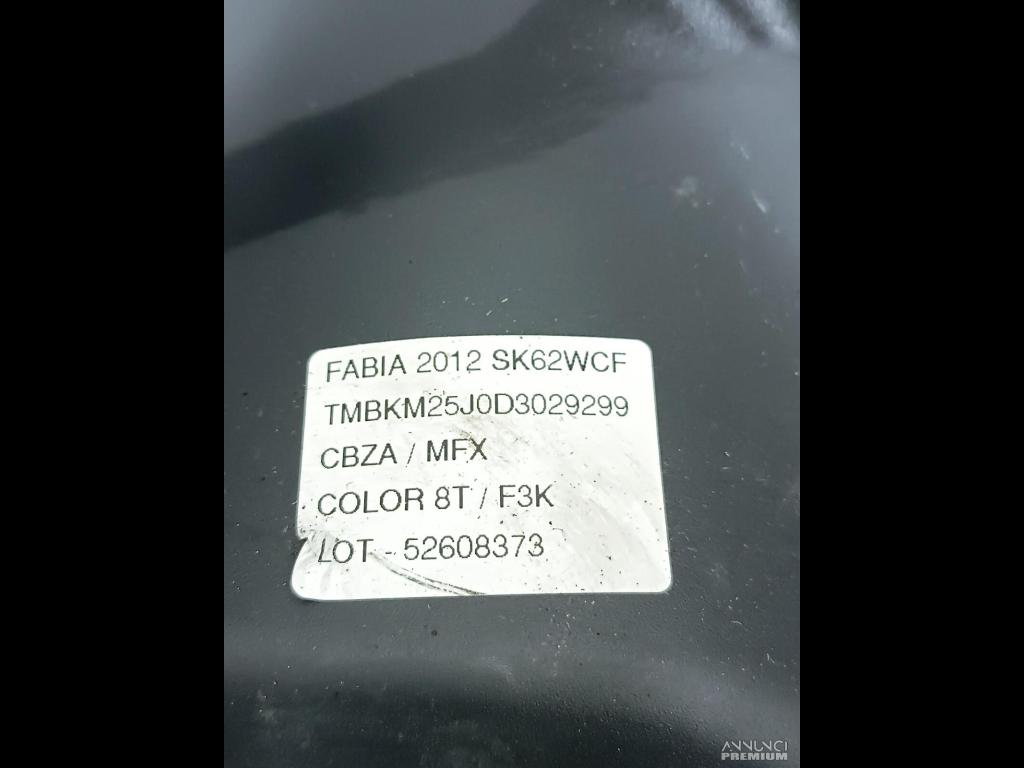 FABIA 2012 SK62WCF
TMBKM25J0D3029299
CBZA / MFX
COLOR 8T / F3K
LOT - 52608373
ANNUNCI
PREMIUM